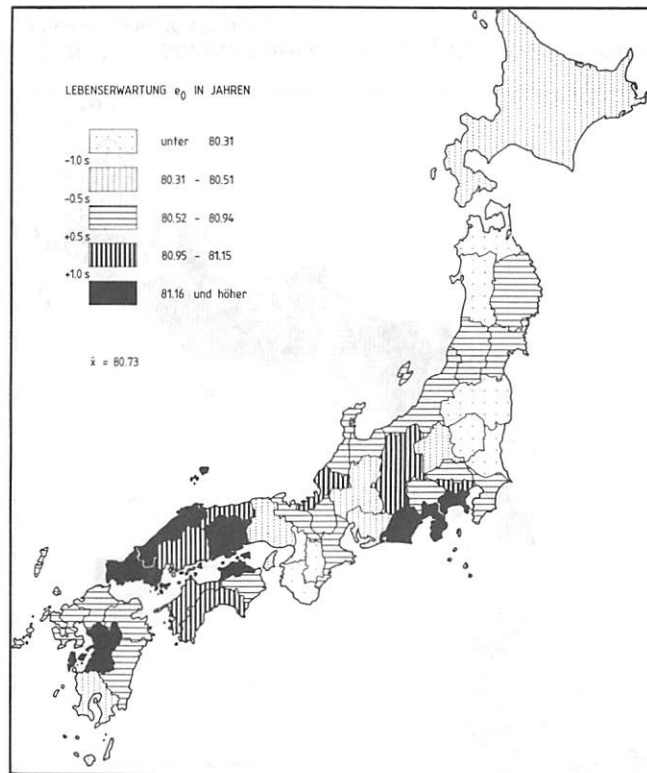 LEBENSERWARTUNG e₀ IN JAHREN
unter 80.31
-1.0 s
80.31 - 80.51
-0.5 s
80.52 - 80.94
+0.5 s
80.95 - 81.15
+1.0 s
81.16 und höher
x̄ = 80.73